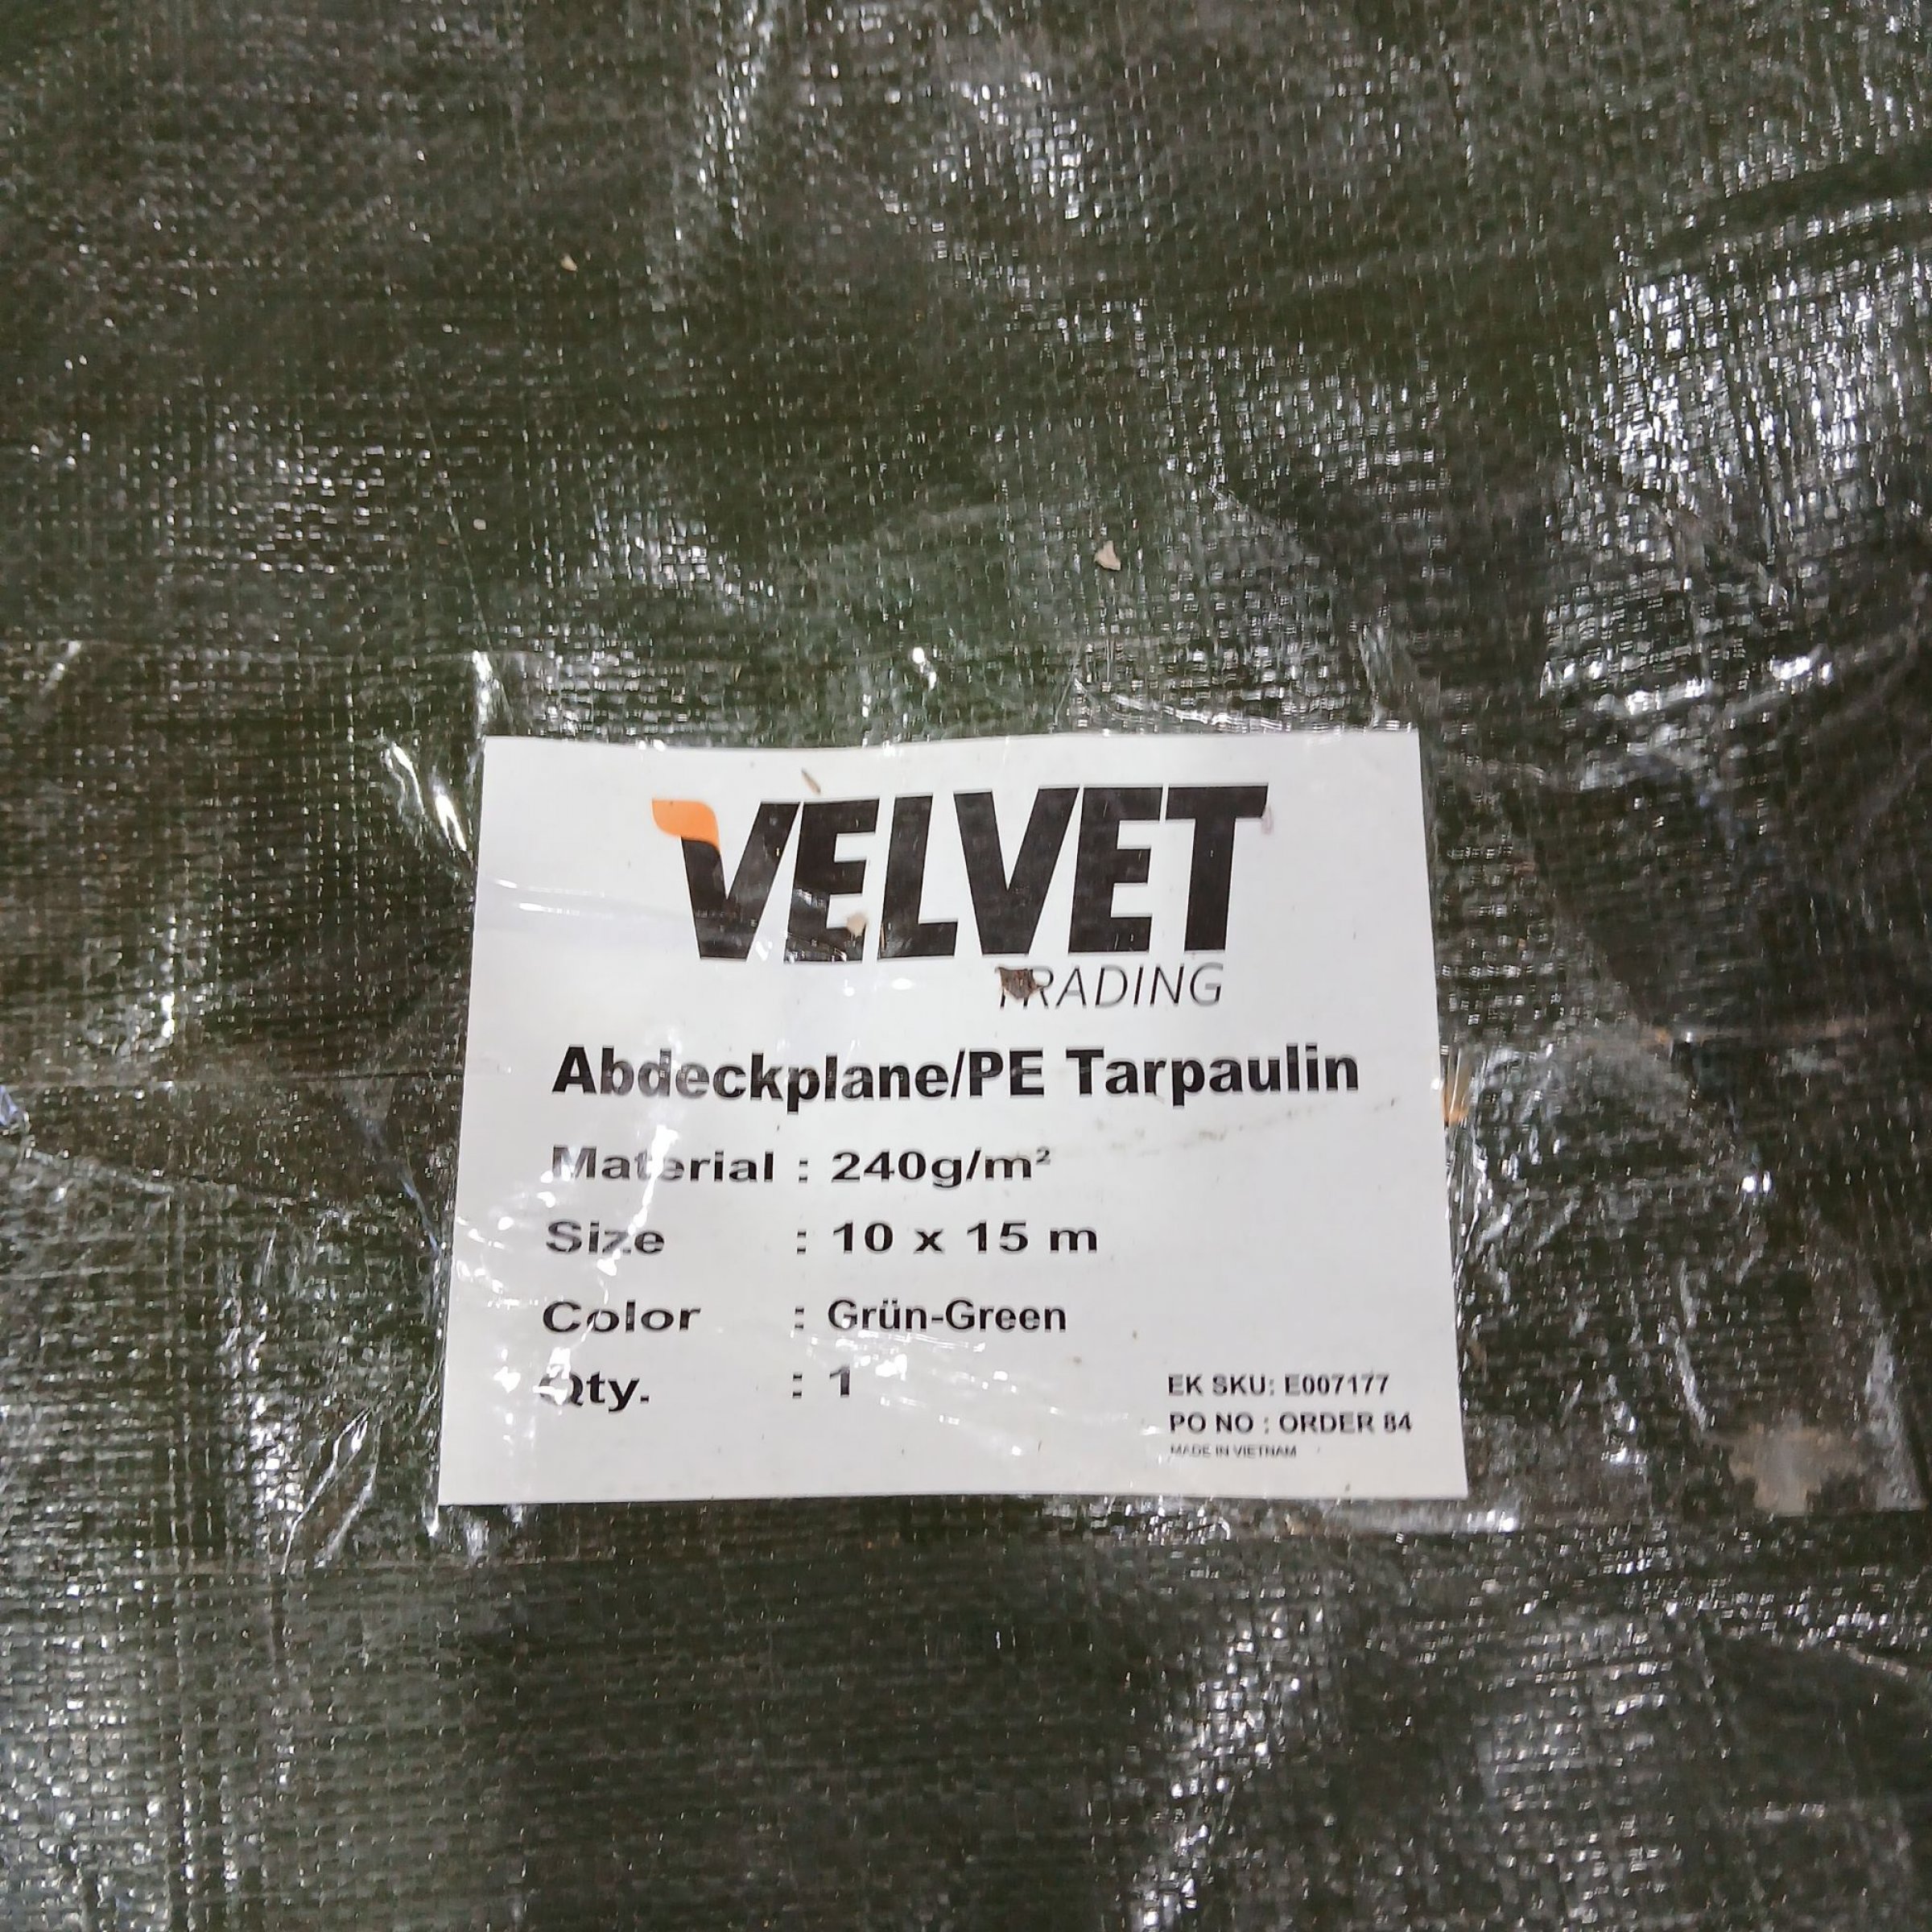 VELVET
TRADING
Abdeckplane/PE Tarpaulin
Material : 240g/m²
Size : 10 x 15 m
Color : Grün-Green
Qty. : 1
EK SKU: E007177
PO NO : ORDER 84
MADE IN VIETNAM